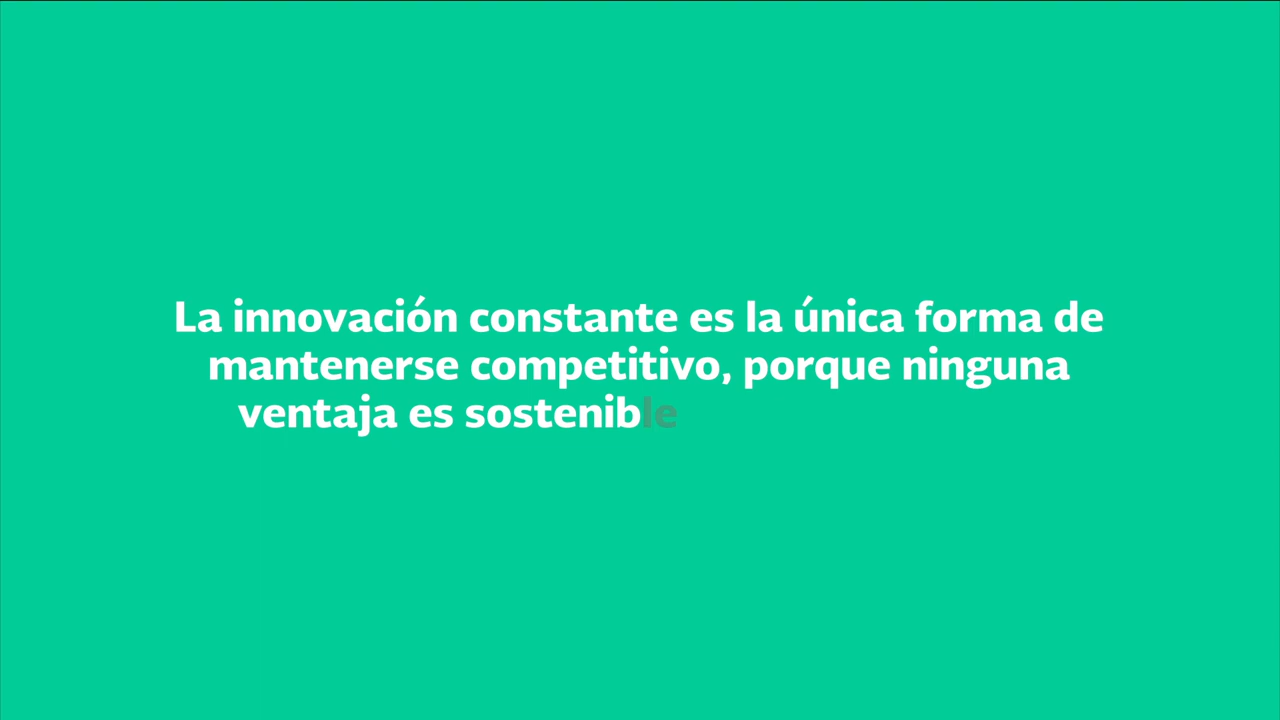 La innovación constante es la única forma de
mantenerse competitivo, porque ninguna
ventaja es sostenible